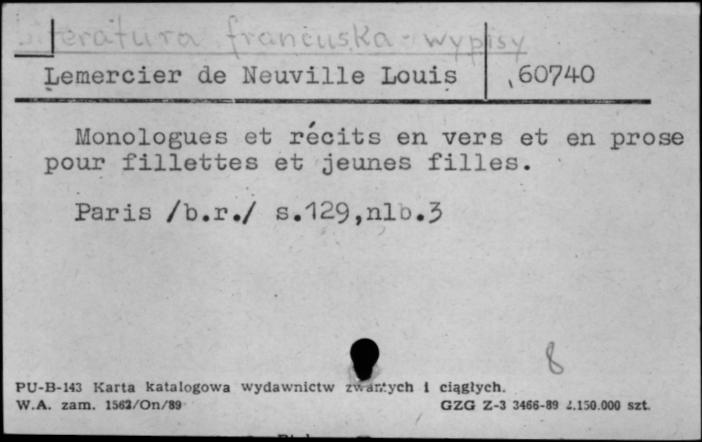 Literatura francuska - wypisy
Lemercier de Neuville Louis 60740
Monologues et récits en vers et en prose
pour fillettes et jeunes filles.
Paris /b.r./ s.129,nlb.3
8
PU-B-143 Karta katalogowa wydawnictw zwartych i ciągłych.
W.A. zam. 1562/On/89 GZG Z-3 3466-89 2.150.000 szt.